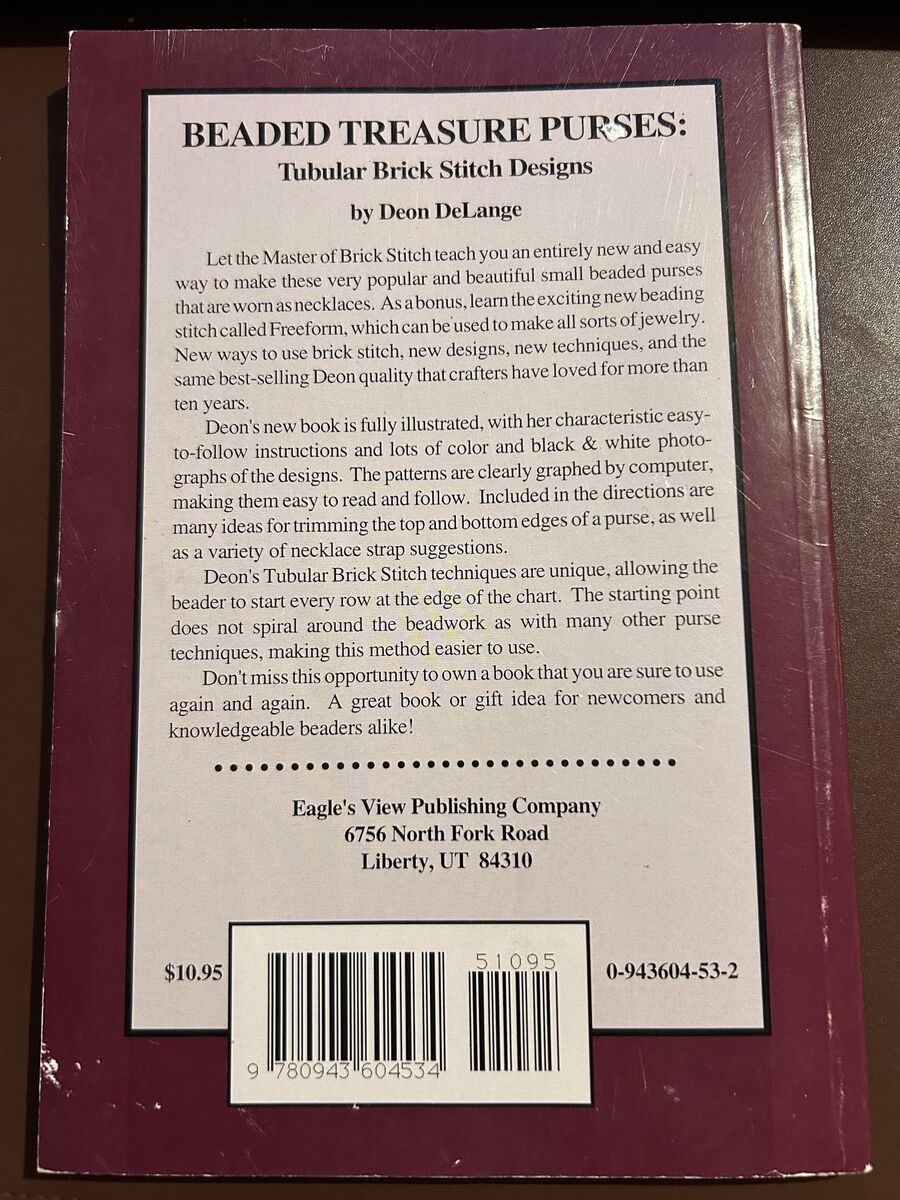 BEADED TREASURE PURSES:
Tubular Brick Stitch Designs
by Deon DeLange
Let the Master of Brick Stitch teach you an entirely new and easy
way to make these very popular and beautiful small beaded purses
that are worn as necklaces. As a bonus, learn the exciting new beading
stitch called Freeform, which can be used to make all sorts of jewelry.
New ways to use brick stitch, new designs, new techniques, and the
same best-selling Deon quality that crafters have loved for more than
ten years.
Deon's new book is fully illustrated, with her characteristic easy-
to-follow instructions and lots of color and black & white photo-
graphs of the designs. The patterns are clearly graphed by computer,
making them easy to read and follow. Included in the directions are
many ideas for trimming the top and bottom edges of a purse, as well
as a variety of necklace strap suggestions.
Deon's Tubular Brick Stitch techniques are unique, allowing the
beader to start every row at the edge of the chart. The starting point
does not spiral around the beadwork as with many other purse
techniques, making this method easier to use.
Don't miss this opportunity to own a book that you are sure to use
again and again. A great book or gift idea for newcomers and
knowledgeable beaders alike!
Eagle's View Publishing Company
6756 North Fork Road
Liberty, UT 84310
$10.95
51095
0-943604-53-2
9 780943 604534